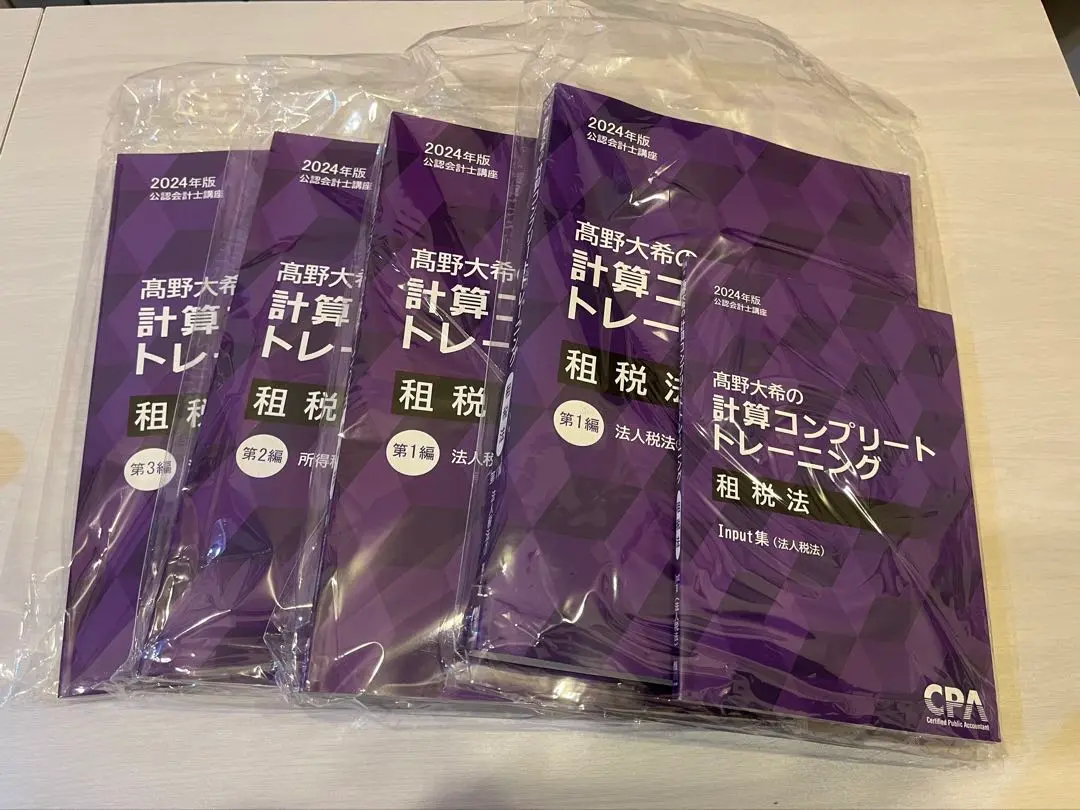 2024年版
公認会計士講座
髙野大希
計算
トレー
租税
第3編
2024年版
公認会計士講座
髙野大希
計算
トレー
租税
第2編
所得税
2024年版
公認会計士講座
髙野大希の
計算コ
トレー
租税
第1編
法人税
2024年版
公認会計士講座
髙野大希の
計算コ
トレー
租税法
第1編
法人税法
2024年版
公認会計士講座
髙野大希の
計算コンプリート
トレーニング
租税法
Input集(法人税法)
CPA
Certified Public Accountant